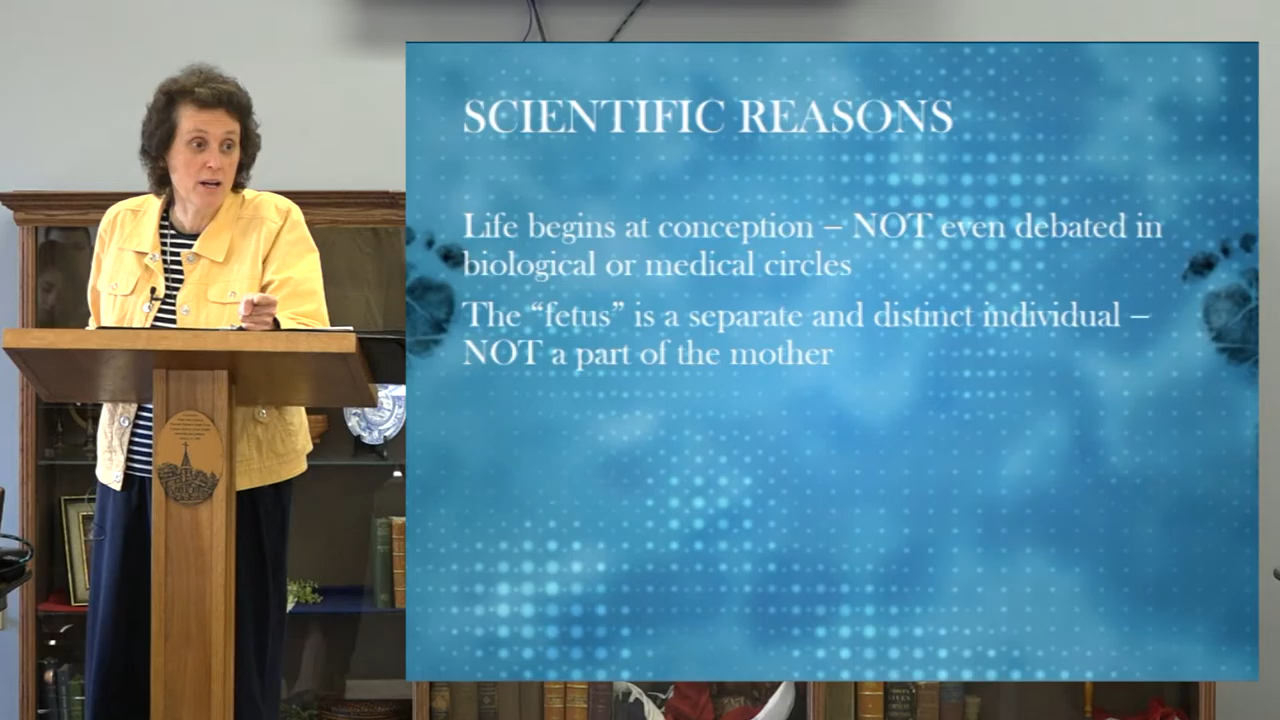 SCIENTIFIC REASONS
Life begins at conception – NOT even debated in
biological or medical circles
The “fetus” is a separate and distinct individual –
NOT a part of the mother